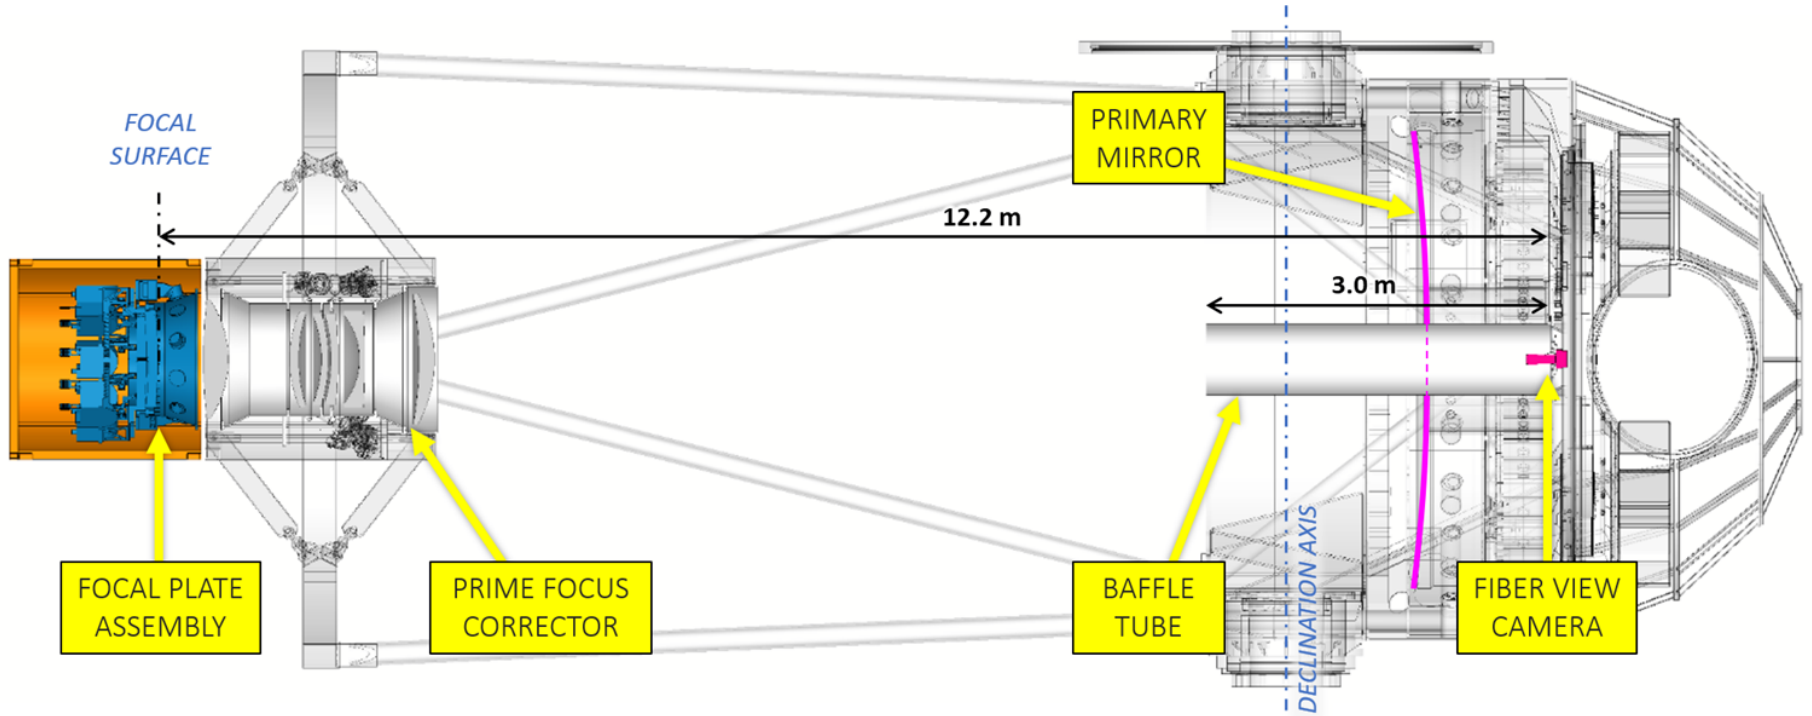 FOCAL
SURFACE
PRIMARY
MIRROR
12.2 m
3.0 m
FOCAL PLATE
ASSEMBLY
PRIME FOCUS
CORRECTOR
BAFFLE
TUBE
DECLINATION AXIS
FIBER VIEW
CAMERA